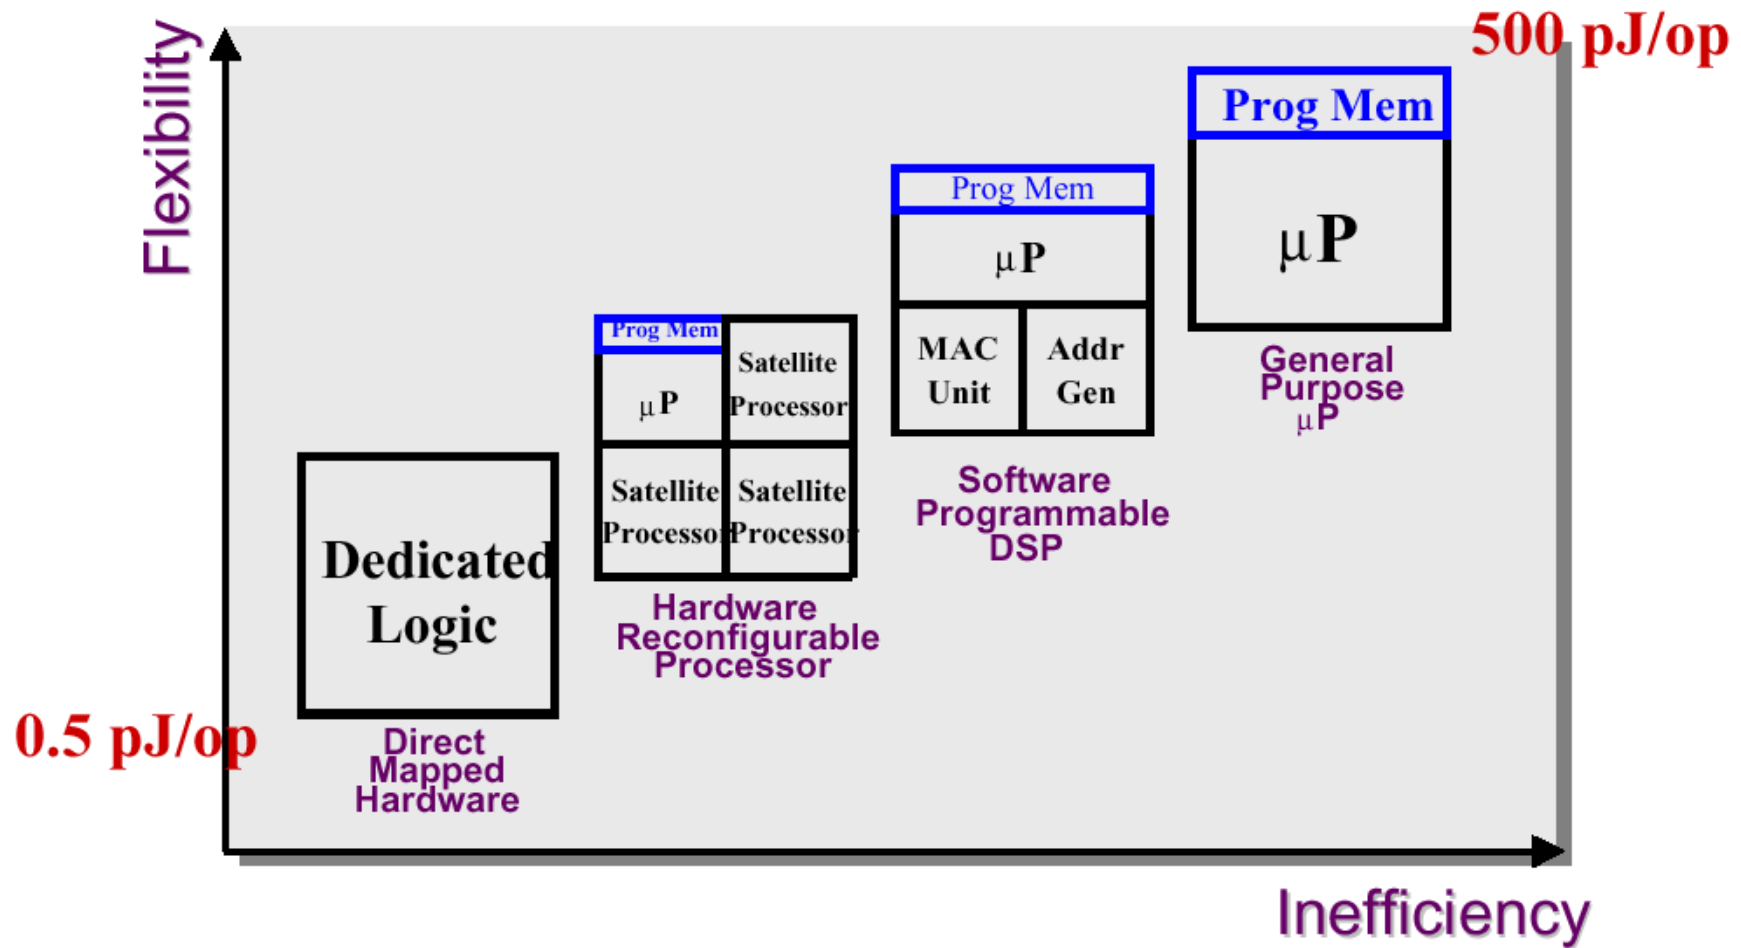 Flexibility
500 pJ/op
Prog Mem
μP
General
Purpose
μP
Prog Mem
μP
MAC
Unit
Addr
Gen
Software
Programmable
DSP
Prog Mem
μP
Satellite
Processor
Satellite
Processor
Satellite
Processor
Hardware
Reconfigurable
Processor
Dedicated
Logic
0.5 pJ/op
Direct
Mapped
Hardware
Inefficiency